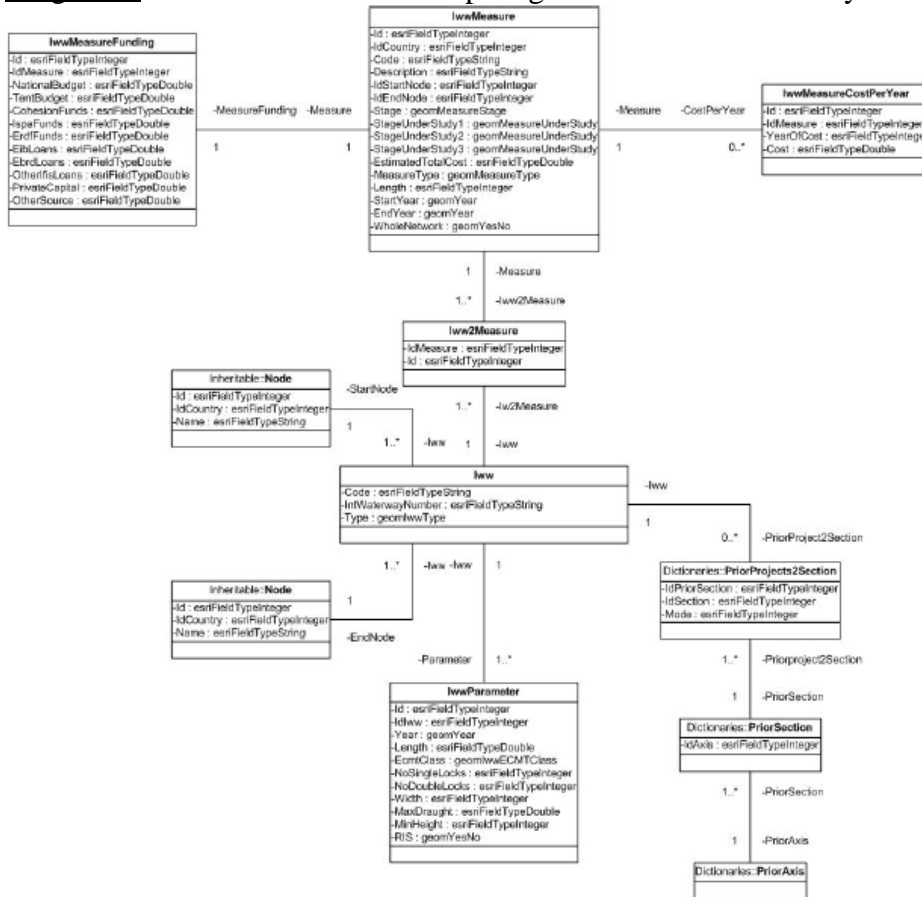 IwwMeasure
-Id : esriFieldTypeInteger
-IdCountry : esriFieldTypeInteger
-Code : esriFieldTypeString
-Description : esriFieldTypeString
-IdStartNode : esriFieldTypeInteger
-IdEndNode : esriFieldTypeInteger
-Stage : geomMeasureStage
-StageUnderStudy1 : geomMeasureUnderStudy
-StageUnderStudy2 : geomMeasureUnderStudy
-StageUnderStudy3 : geomMeasureUnderStudy
-EstimatedTotalCost : esriFieldTypeDouble
-MeasureType : geomMeasureType
-Length : esriFieldTypeInteger
-StartYear : geomYear
-EndYear : geomYear
-WholeNetwork : geomYesNo
IwwMeasureFunding
-Id : esriFieldTypeInteger
-IdMeasure : esriFieldTypeInteger
-NationalBudget : esriFieldTypeDouble
-TentBudget : esriFieldTypeDouble
-CohesionFunds : esriFieldTypeDouble
-IspaFunds : esriFieldTypeDouble
-ErdfFunds : esriFieldTypeDouble
-EibLoans : esriFieldTypeDouble
-EbrdLoans : esriFieldTypeDouble
-OtherIfisLoans : esriFieldTypeDouble
-PrivateCapital : esriFieldTypeDouble
-OtherSource : esriFieldTypeDouble
-MeasureFunding -Measure
1 1
-Measure -CostPerYear
1 0..*
IwwMeasureCostPerYear
-Id : esriFieldTypeInteger
-IdMeasure : esriFieldTypeInteger
-YearOfCost : esriFieldTypeInteger
-Cost : esriFieldTypeDouble
1 -Measure
1..* -Iww2Measure
Iww2Measure
-IdMeasure : esriFieldTypeInteger
-Id : esriFieldTypeInteger
1..* -Iw2Measure
1 -Iww
Inheritable::Node
-Id : esriFieldTypeInteger
-IdCountry : esriFieldTypeInteger
-Name : esriFieldTypeString
-StartNode
1
1..* -Iww
Iww
-Code : esriFieldTypeString
-IntWaterwayNumber : esriFieldTypeString
-Type : geomIwwType
-Iww
1
0..* -PriorProject2Section
1..* -Iww -Iww 1
Inheritable::Node
-Id : esriFieldTypeInteger
-IdCountry : esriFieldTypeInteger
-Name : esriFieldTypeString
1
-EndNode
Dictionaries::PriorProjects2Section
-IdPriorSection : esriFieldTypeInteger
-IdSection : esriFieldTypeInteger
-Mode : esriFieldTypeInteger
-Parameter 1..*
1..* -Priorproject2Section
1 -PriorSection
IwwParameter
-Id : esriFieldTypeInteger
-IdIww : esriFieldTypeInteger
-Year : geomYear
-Length : esriFieldTypeDouble
-EcmtClass : geomIwwECMTClass
-NoSingleLocks : esriFieldTypeInteger
-NoDoubleLocks : esriFieldTypeInteger
-Width : esriFieldTypeInteger
-MaxDraught : esriFieldTypeDouble
-MinHeight : esriFieldTypeInteger
-RIS : geomYesNo
Dictionaries::PriorSection
-IdAxis : esriFieldTypeInteger
1..* -PriorSection
1 -PriorAxis
Dictionaries::PriorAxis